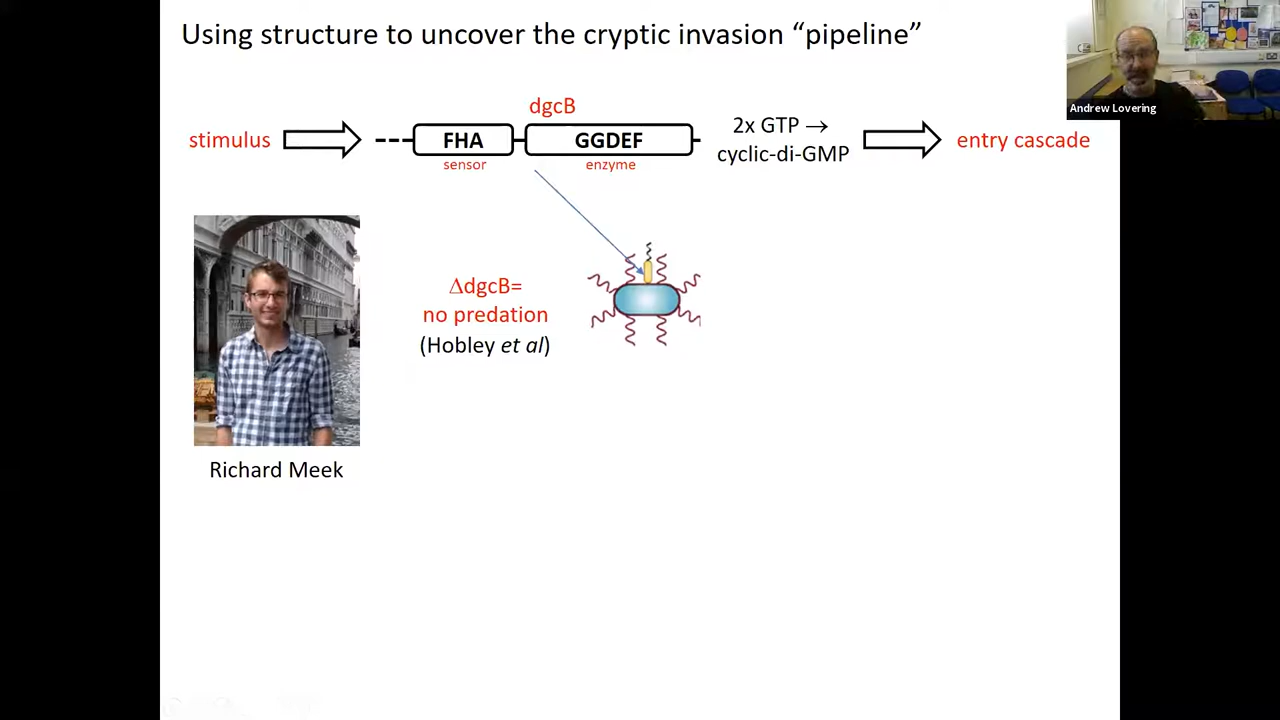 Using structure to uncover the cryptic invasion “pipeline”
Andrew Lovering
dgcB
stimulus
FHA
GGDEF
2x GTP →
cyclic-di-GMP
entry cascade
sensor
enzyme
ΔdgcB=
no predation
(Hobley et al)
Richard Meek